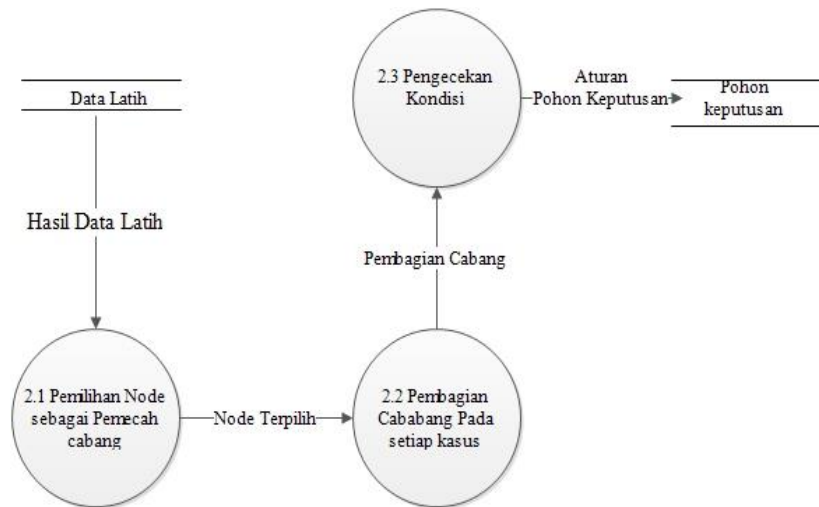 Data Latih
Hasil Data Latih
2.1 Pemilihan Node
sebagai Pemecah
cabang
Node Terpilih
2.2 Pembagian
Cababang Pada
setiap kasus
Pembagian Cabang
2.3 Pengecekan
Kondisi
Aturan
Pohon Keputusan
Pohon
keputusan